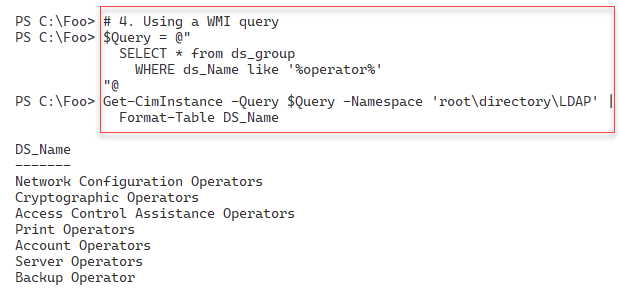 PS C:\Foo> # 4. Using a WMI query
PS C:\Foo> $Query = @"
  SELECT * from ds_group
    WHERE ds_Name like '%operator%'
"@
PS C:\Foo> Get-CimInstance -Query $Query -Namespace 'root\directory\LDAP' |
  Format-Table DS_Name
DS_Name
-------
Network Configuration Operators
Cryptographic Operators
Access Control Assistance Operators
Print Operators
Account Operators
Server Operators
Backup Operator